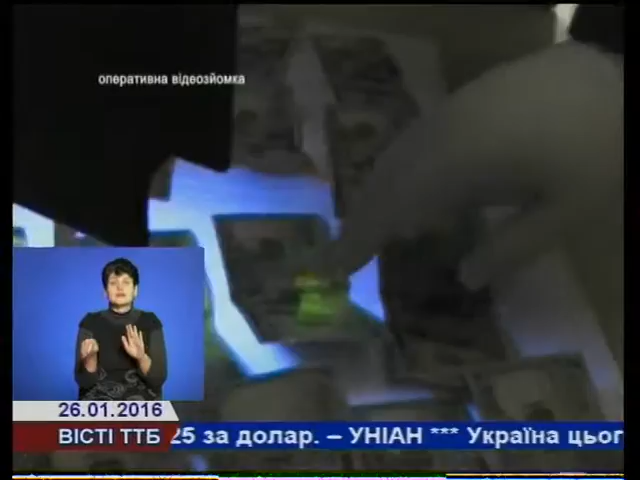 оперативна відеозйомка
26.01.2016
ВІСТІ ТТБ
25 за долар. – УНІАН *** Україна цьог